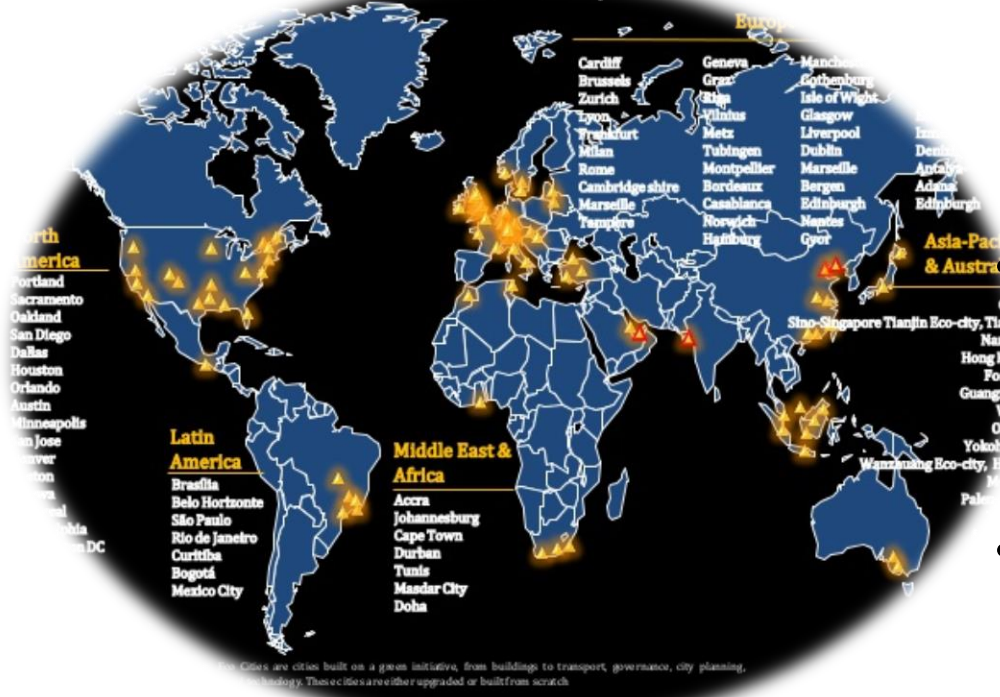 Cardiff
Brussels
Zurich
Lyon
Frankfurt
Milan
Rome
Cambridge shire
Marseille
Tampere
Geneva
Graz
Riga
Vilnius
Metz
Tubingen
Montpellier
Bordeaux
Casablanca
Norwich
Hamburg
Gothenburg
Isle of Wight
Glasgow
Liverpool
Dublin
Marseille
Bergen
Edinburgh
Nantes
Gyor
Antalya
Adana
Edinburgh
Portland
Sacramento
Oakland
San Diego
Dallas
Houston
Orlando
Austin
Minneapolis
San Jose
DC
Latin
America
Brasília
Belo Horizonte
São Paulo
Rio de Janeiro
Curitiba
Bogotá
Mexico City
Middle East &
Africa
Accra
Johannesburg
Cape Town
Durban
Tunis
Masdar City
Doha
Asia-Pac
& Austra
Sino-Singapore Tianjin Eco-city,
Hong
Wanzhuang Eco-city,
Eco Cities are cities built on a green initiative, from buildings to transport, governance, city planning,
These cities are either upgraded or built from scratch